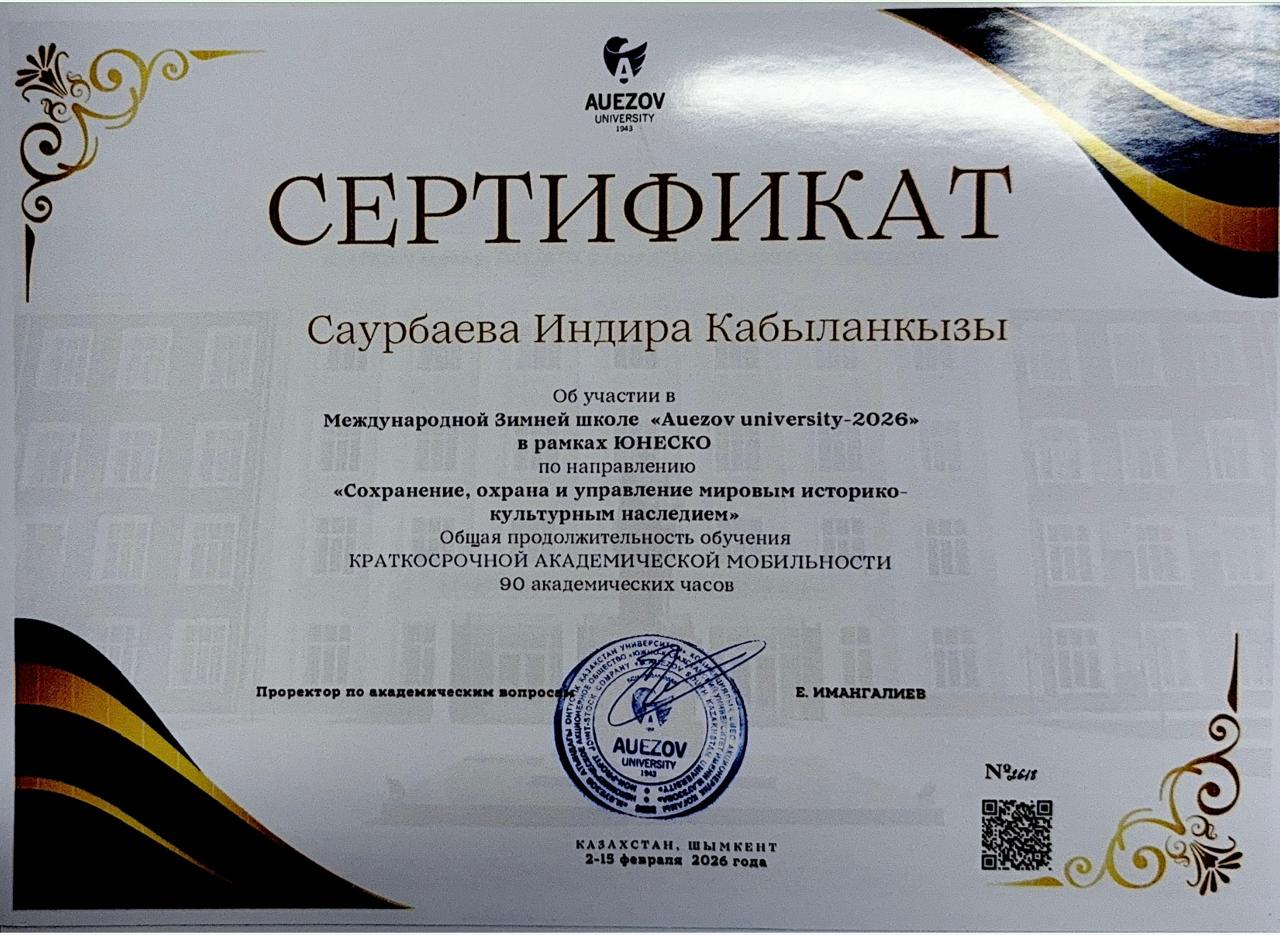 AUEZOV
UNIVERSITY
1943
СЕРТИФИКАТ
Саурбаева Индира Кабыланкызы
Об участии в
Международной Зимней школе «Auezov university-2026»
в рамках ЮНЕСКО
по направлению
«Сохранение, охрана и управление мировым историко-
культурным наследием»
Общая продолжительность обучения
КРАТКОСРОЧНОЙ АКАДЕМИЧЕСКОЙ МОБИЛЬНОСТИ
90 академических часов
Проректор по академическим вопросам
Е. ИМАНГАЛИЕВ
AUEZOV
UNIVERSITY
1943
№
КАЗАХСТАН, ШЫМКЕНТ
2-15 февраля 2026 года